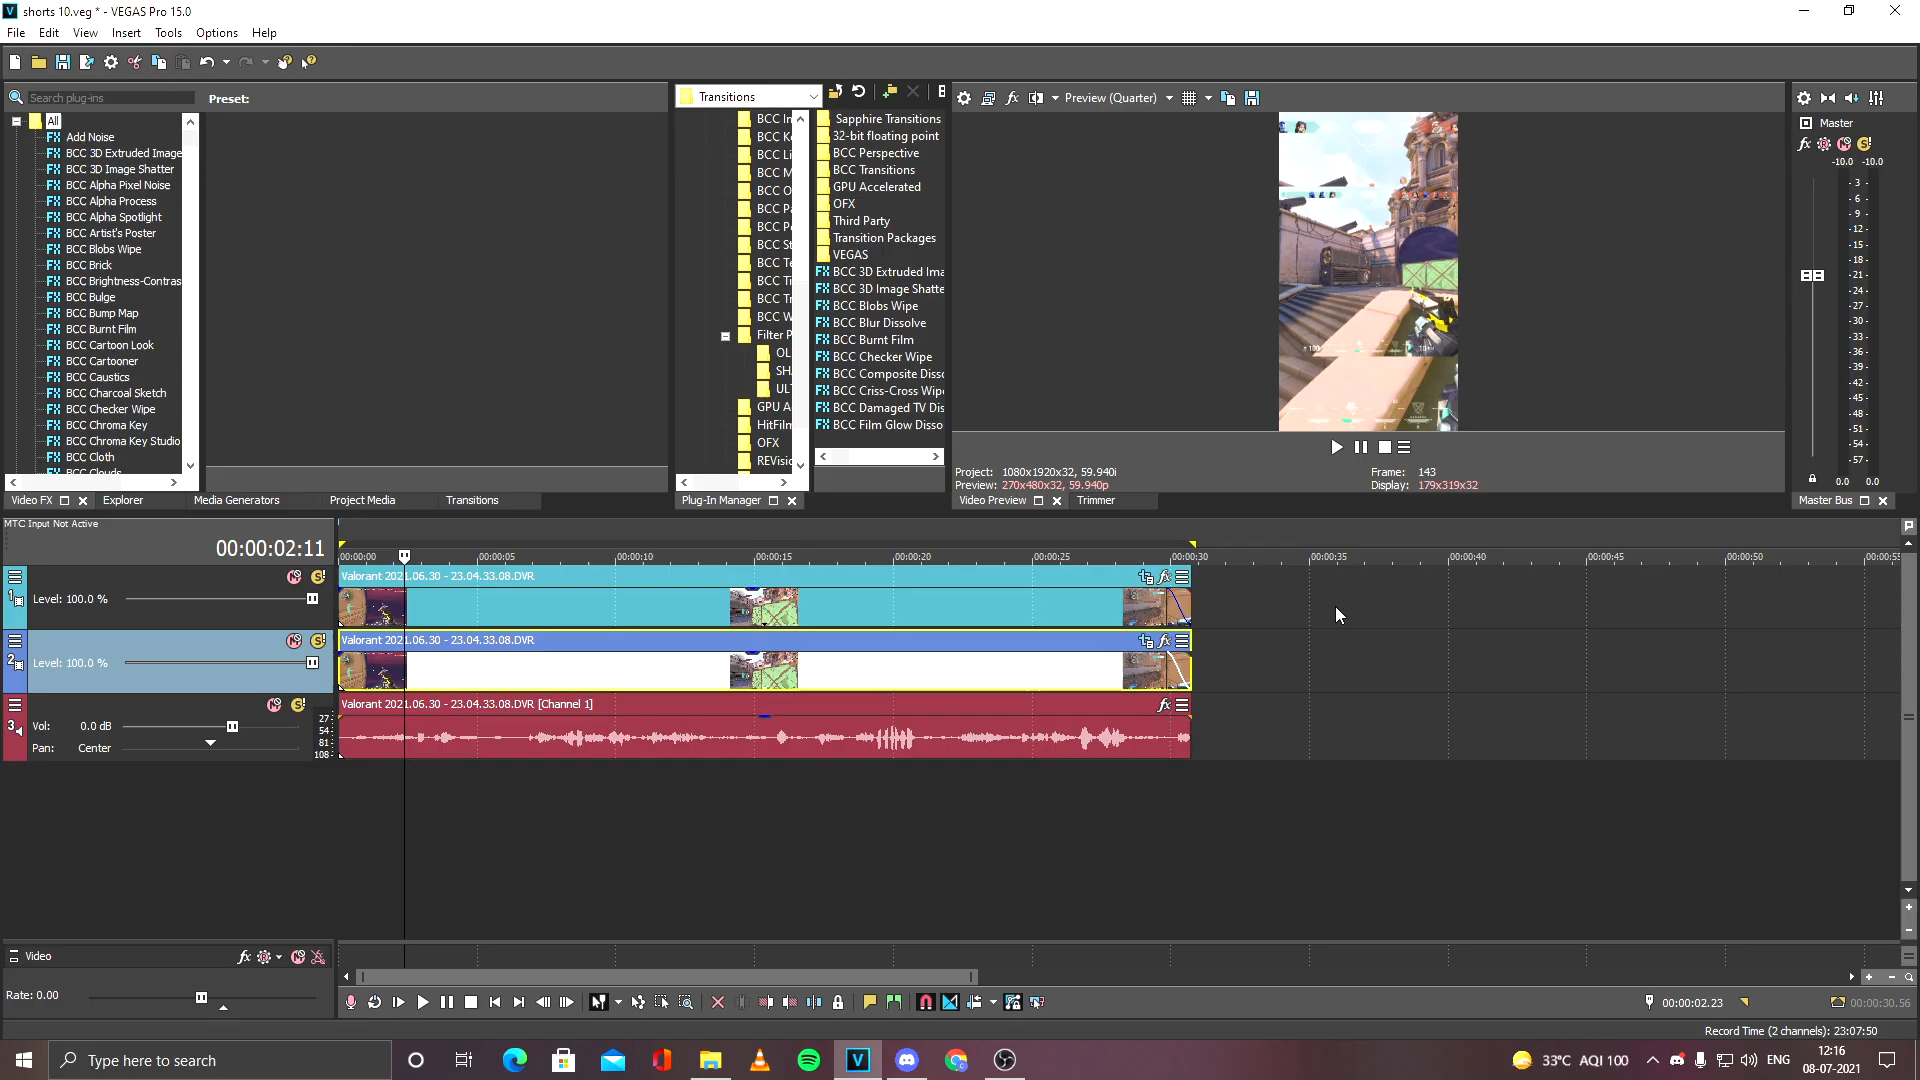 shorts 10.veg * - VEGAS Pro 15.0
File Edit View Insert Tools Options Help
Search plug-ins
Preset:
All
Add Noise
BCC 3D Extruded Image
BCC 3D Image Shatter
BCC Alpha Pixel Noise
BCC Alpha Process
BCC Alpha Spotlight
BCC Artist's Poster
BCC Blobs Wipe
BCC Brick
BCC Brightness-Contras
BCC Bulge
BCC Bump Map
BCC Burnt Film
BCC Cartoon Look
BCC Cartooner
BCC Caustics
BCC Charcoal Sketch
BCC Checker Wipe
BCC Chroma Key
BCC Chroma Key Studio
BCC Cloth
BCC Clouds
Video FX Explorer Media Generators Project Media Transitions
Transitions
BCC In
BCC K
BCC Li
BCC M
BCC O
BCC P
BCC P
BCC St
BCC Te
BCC Ti
BCC Tr
BCC W
Filter P
OL
SH
ULT
GPU A
HitFilm
OFX
REVisio
Sapphire Transitions
32-bit floating point
BCC Perspective
BCC Transitions
GPU Accelerated
OFX
Third Party
Transition Packages
VEGAS
BCC 3D Extruded Ima
BCC 3D Image Shatte
BCC Blobs Wipe
BCC Blur Dissolve
BCC Burnt Film
BCC Checker Wipe
BCC Composite Disso
BCC Criss-Cross Wipe
BCC Damaged TV Dis
BCC Film Glow Disso
Plug-In Manager
Preview (Quarter)
Project: 1080x1920x32, 59.940i
Preview: 270x480x32, 59.940p
Frame: 143
Display: 179x319x32
Video Preview Trimmer
Master
-10.0 -10.0
3
6
9
-12-
-15-
-18-
-21-
-24-
-27-
-30-
-33-
-36-
-39-
-42-
-45-
-48-
-51-
-54-
-57-
0.0 0.0
Master Bus
MTC Input Not Active
00:00:02:11
00:00:00 00:00:05 00:00:10 00:00:15 00:00:20 00:00:25 00:00:30 00:00:35 00:00:40 00:00:45 00:00:50 00:00:55
1
Level: 100.0 %
Valorant 2021.06.30 - 23.04.33.08.DVR
2
Level: 100.0 %
Valorant 2021.06.30 - 23.04.33.08.DVR
3
Vol: 0.0 dB
Pan: Center
27
54
81
108
Valorant 2021.06.30 - 23.04.33.08.DVR [Channel 1]
Video
Rate: 0.00
00:00:02.23
00:00:30.56
Record Time (2 channels): 23:07:50
Type here to search
33°C AQI 100
ENG
12:16
08-07-2021